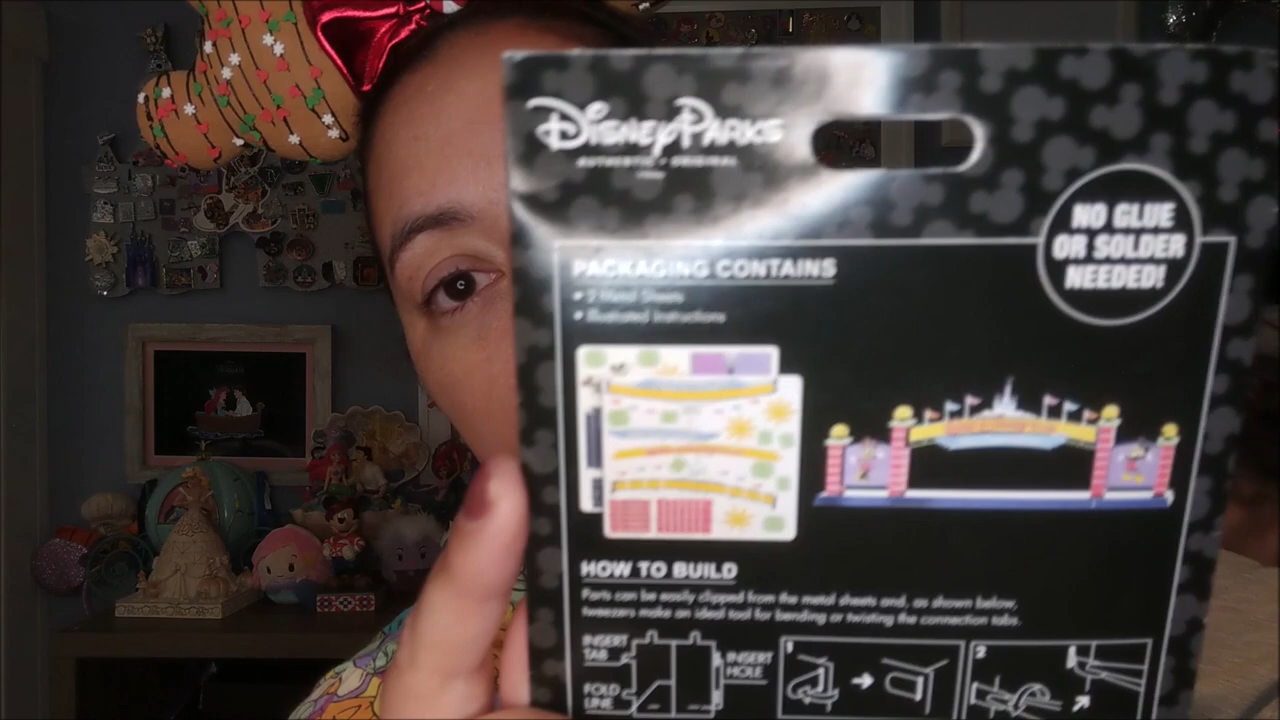 Disney Parks
AUTHENTIC • ORIGINAL
NO GLUE
OR SOLDER
NEEDED!
PACKAGING CONTAINS
• 2 Metal Sheets
• Illustrated Instructions
HOW TO BUILD
Parts can be easily clipped from the metal sheets and, as shown below,
tweezers make an ideal tool for bending or twisting the connection tabs.
INSERT
TAB
INSERT
HOLE
FOLD
LINE
1
2